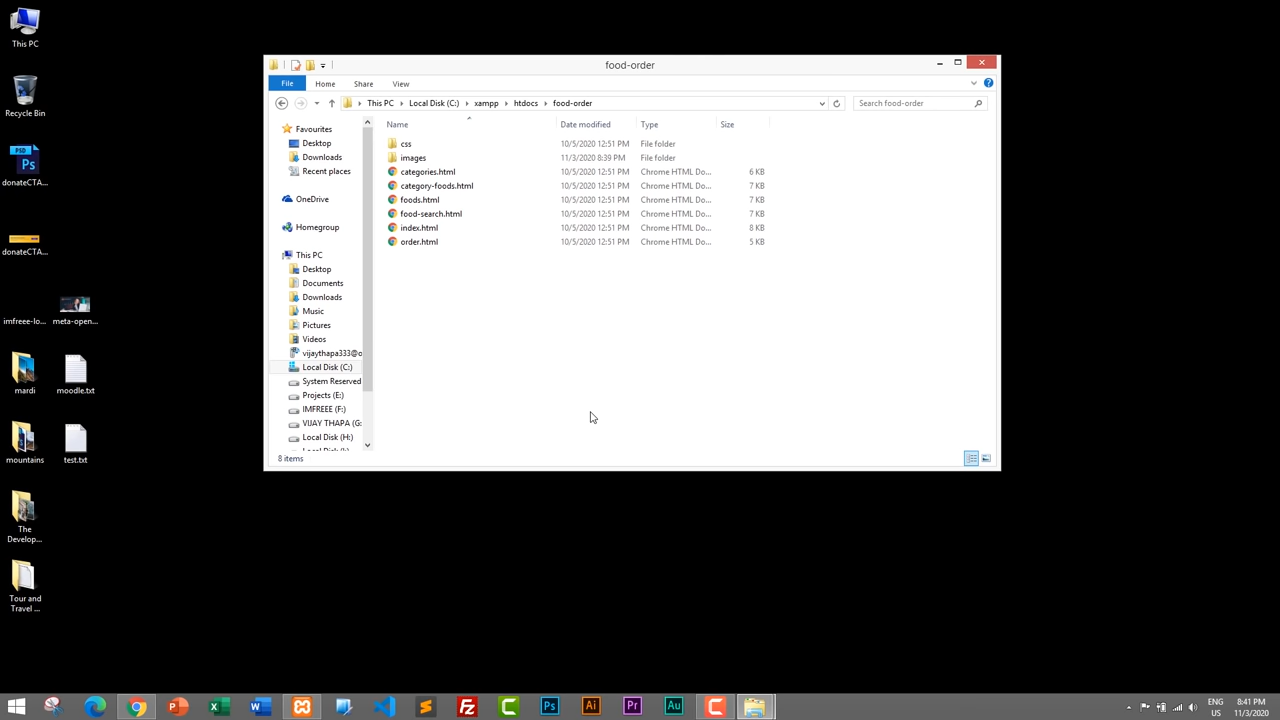 This PC
Recycle Bin
PSD
Ps
donateCTA...
donateCTA...
imfreee-lo...
meta-open...
mardi
moodle.txt
mountains
test.txt
The
Develop...
Tour and
Travel ...
food-order
File Home Share View
This PC Local Disk (C:) xampp htdocs food-order
Search food-order
Name Date modified Type Size
Favourites
Desktop
Downloads
Recent places
OneDrive
Homegroup
This PC
Desktop
Documents
Downloads
Music
Pictures
Videos
vijaythapa333@o
Local Disk (C:)
System Reserved
Projects (E:)
IMFREEE (F:)
VIJAY THAPA (G:
Local Disk (H:)
css 10/5/2020 12:51 PM File folder
images 11/3/2020 8:39 PM File folder
categories.html 10/5/2020 12:51 PM Chrome HTML Do... 6 KB
category-foods.html 10/5/2020 12:51 PM Chrome HTML Do... 7 KB
foods.html 10/5/2020 12:51 PM Chrome HTML Do... 7 KB
food-search.html 10/5/2020 12:51 PM Chrome HTML Do... 7 KB
index.html 10/5/2020 12:51 PM Chrome HTML Do... 8 KB
order.html 10/5/2020 12:51 PM Chrome HTML Do... 5 KB
8 items
Ps Ai Pr Au
ENG 8:41 PM
US 11/3/2020